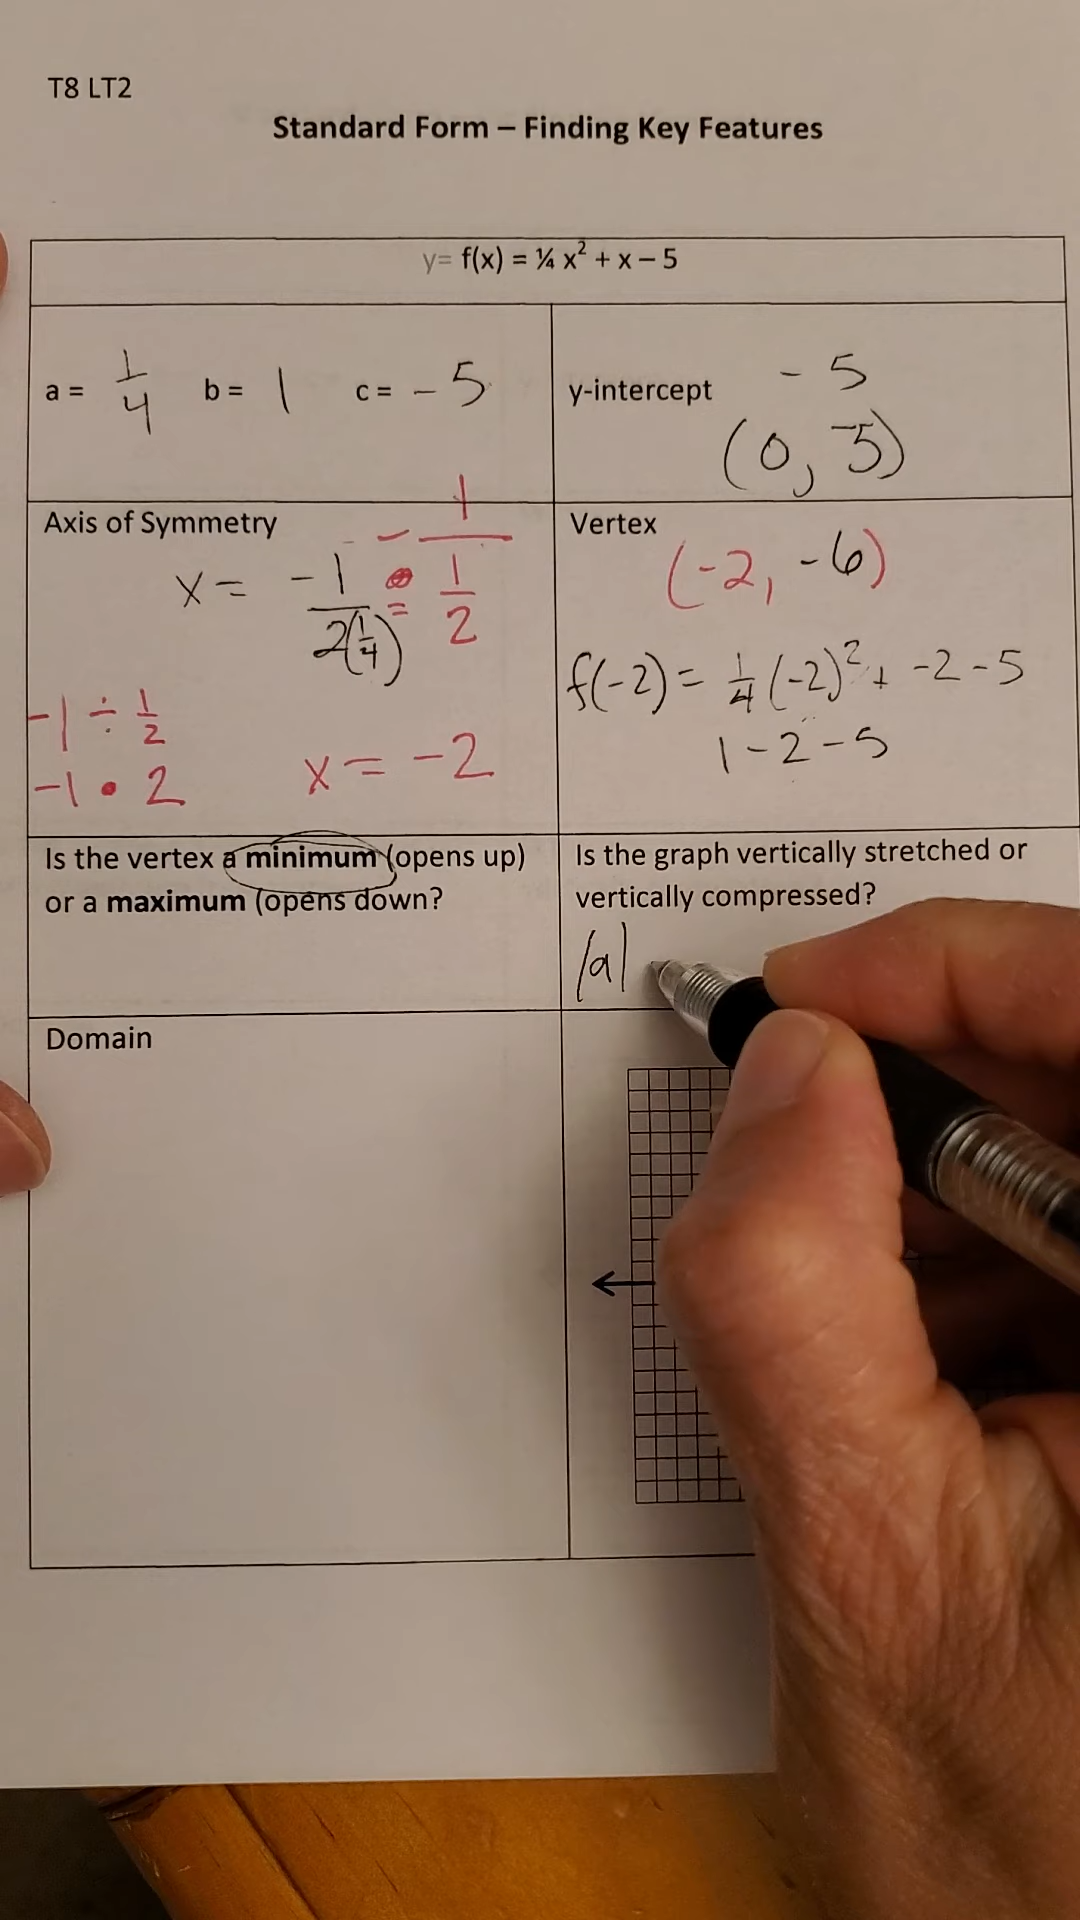 T8 LT2
Standard Form – Finding Key Features
y= f(x) = ¼ x² + x – 5
a = 1/4 b = 1 c = - 5
y-intercept - 5
(0, -5)
Axis of Symmetry
x = -1/2(1/4) = - 1/(1/2)
-1 ÷ 1/2
-1 • 2
x = -2
Vertex
(-2, -6)
f(-2) = 1/4 (-2)² + -2 - 5
1 - 2 - 5
Is the vertex a minimum (opens up)
or a maximum (opens down?
Is the graph vertically stretched or
vertically compressed?
|a|
Domain